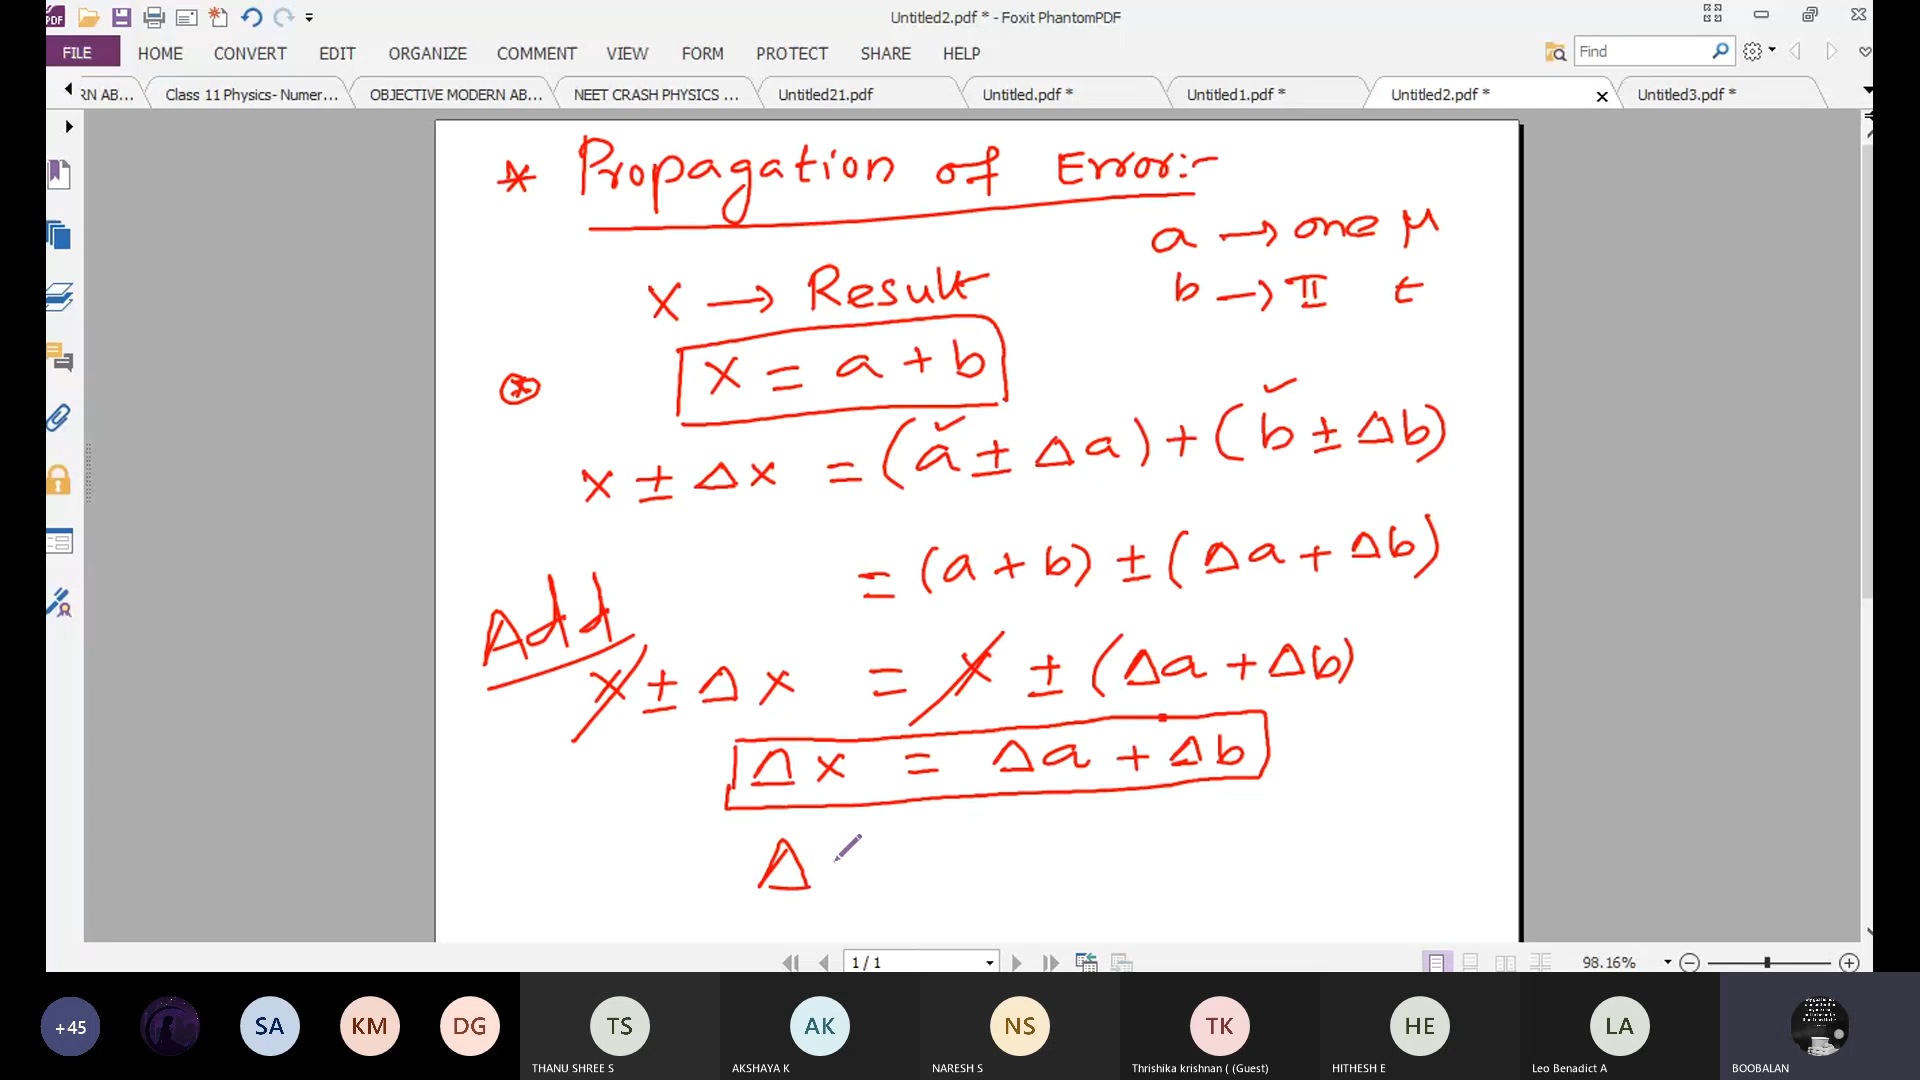 Untitled2.pdf * - Foxit PhantomPDF
FILE HOME CONVERT EDIT ORGANIZE COMMENT VIEW FORM PROTECT SHARE HELP Find
RN AB... Class 11 Physics- Numer... OBJECTIVE MODERN AB... NEET CRASH PHYSICS ... Untitled21.pdf Untitled.pdf * Untitled1.pdf * Untitled2.pdf * Untitled3.pdf *
* Propagation of Error:-
a → one M
x → Result
b → II t
x = a + b
x ± Δx = (a ± Δa) + (b ± Δb)
= (a + b) ± (Δa + Δb)
Add
x ± Δx = x ± (Δa + Δb)
Δx = Δa + Δb
Δ
1 / 1 98.16%
+45 SA KM DG TS AK NS TK HE LA
THANU SHREE S AKSHAYA K NARESH S Thrishika krishnan ( (Guest) HITHESH E Leo Benadict A BOOBALAN